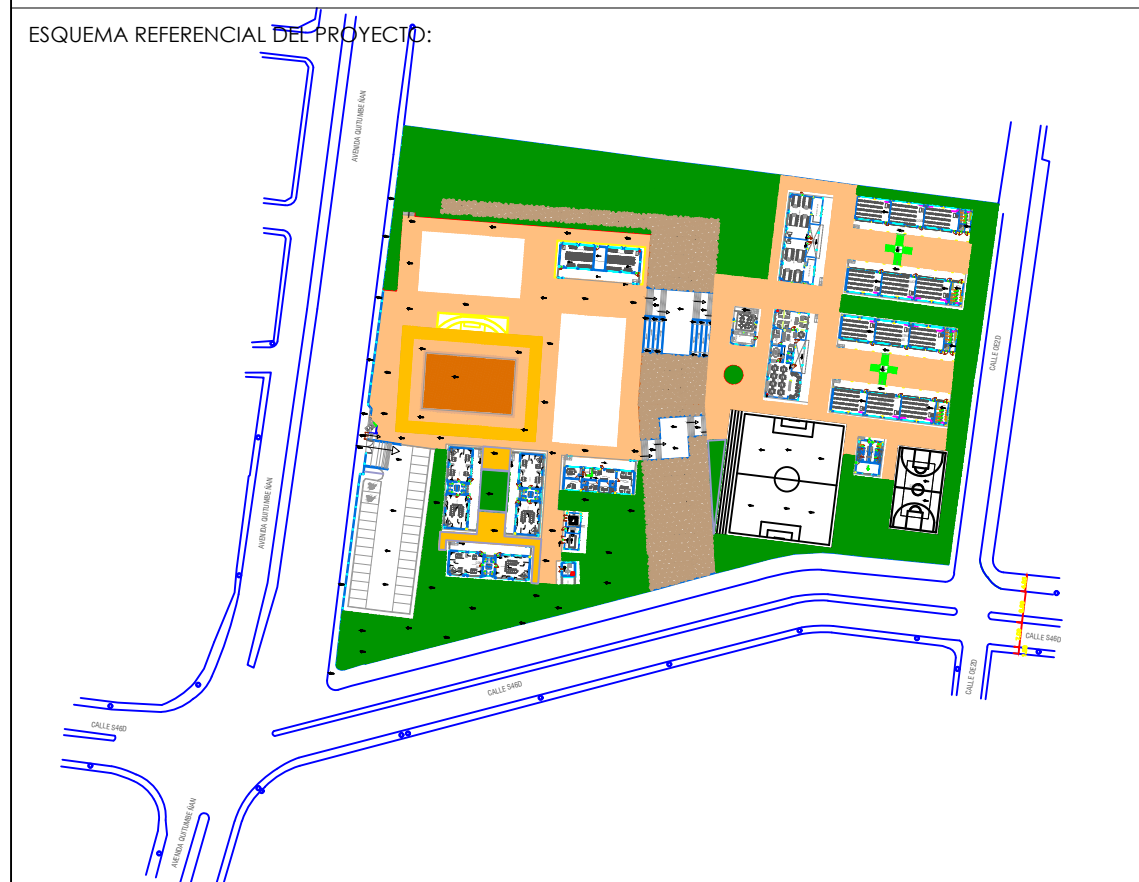 ESQUEMA REFERENCIAL DEL PROYECTO:
AVENIDA QUITUMBE ÑAN
CALLE OE2D
AVENIDA QUITUMBE ÑAN
CALLE S46D
CALLE S46D
CALLE OE2D
CALLE S46D
AVENIDA QUITUMBE ÑAN